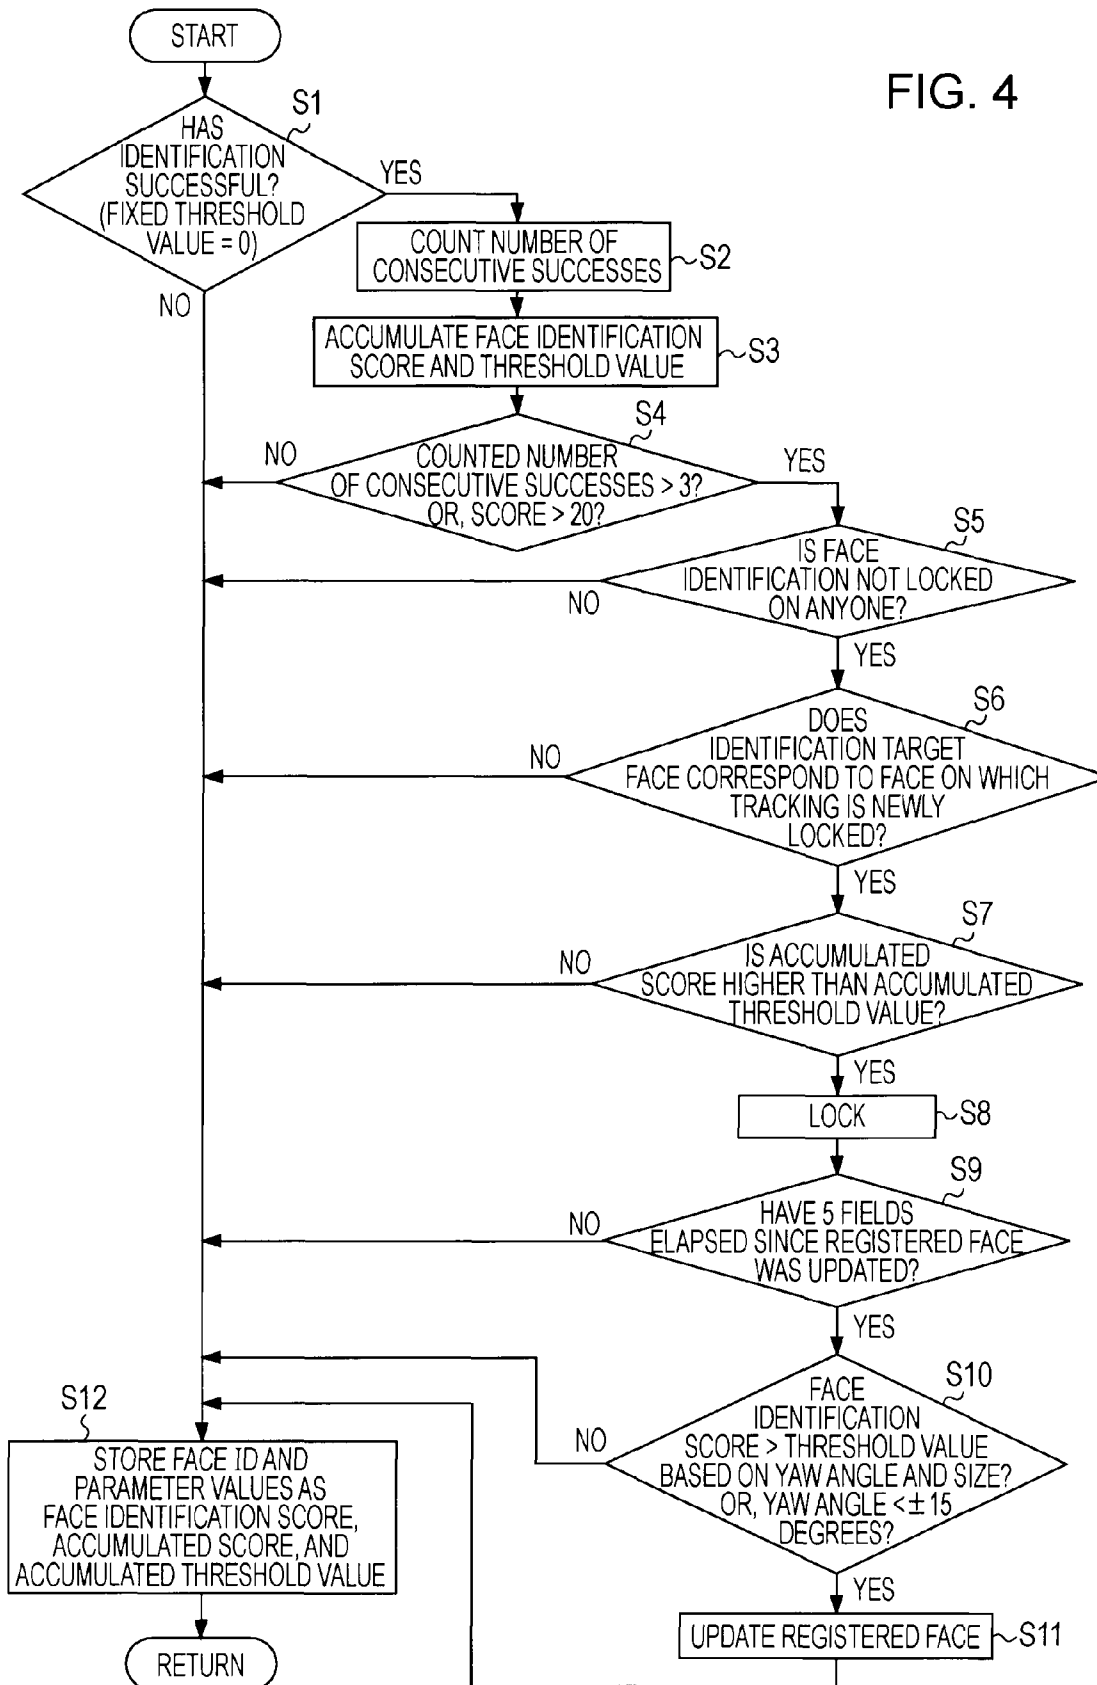 START
FIG. 4
S1
HAS
IDENTIFICATION
SUCCESSFUL?
(FIXED THRESHOLD
VALUE = 0)
YES
NO
COUNT NUMBER OF
CONSECUTIVE SUCCESSES
S2
ACCUMULATE FACE IDENTIFICATION
SCORE AND THRESHOLD VALUE
S3
S4
COUNTED NUMBER
OF CONSECUTIVE SUCCESSES > 3?
OR, SCORE > 20?
NO
YES
S5
IS FACE
IDENTIFICATION NOT LOCKED
ON ANYONE?
NO
YES
S6
DOES
IDENTIFICATION TARGET
FACE CORRESPOND TO FACE ON WHICH
TRACKING IS NEWLY
LOCKED?
NO
YES
S7
IS ACCUMULATED
SCORE HIGHER THAN ACCUMULATED
THRESHOLD VALUE?
NO
YES
LOCK
S8
S9
HAVE 5 FIELDS
ELAPSED SINCE REGISTERED FACE
WAS UPDATED?
NO
YES
S10
FACE
IDENTIFICATION
SCORE > THRESHOLD VALUE
BASED ON YAW ANGLE AND SIZE?
OR, YAW ANGLE < ± 15
DEGREES?
NO
YES
UPDATE REGISTERED FACE
S11
S12
STORE FACE ID AND
PARAMETER VALUES AS
FACE IDENTIFICATION SCORE,
ACCUMULATED SCORE, AND
ACCUMULATED THRESHOLD VALUE
RETURN